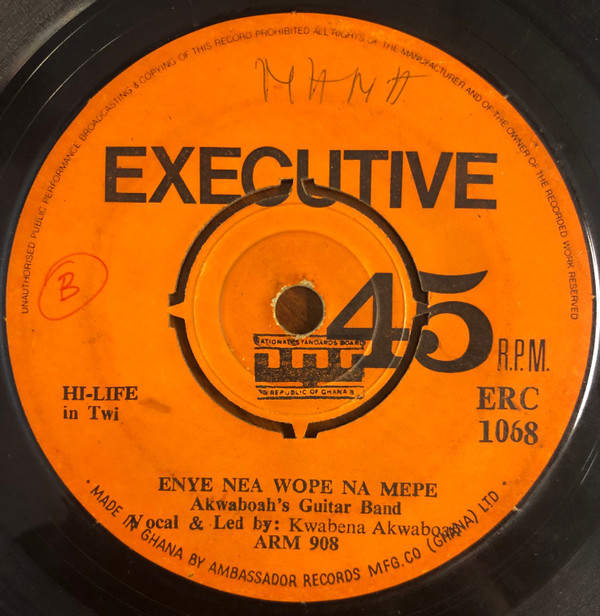 UNAUTHORISED PUBLIC PERFORMANCE BROADCASTING & COPYING OF THIS RECORD PROHIBITED ALL RIGHTS OF THE MANUFACTURER AND OF THE OWNER OF THE RECORDED WORK RESERVED
MAMA
EXECUTIVE
B
45
R.P.M.
NATIONAL STANDARDS BOARD
REPUBLIC OF GHANA
HI-LIFE
in Twi
ERC
1068
ENYE NEA WOPE NA MEPE
Akwaboah's Guitar Band
Vocal & Led by: Kwabena Akwaboah
ARM 908
· MADE IN GHANA BY AMBASSADOR RECORDS MFG.CO (GHANA) LTD ·